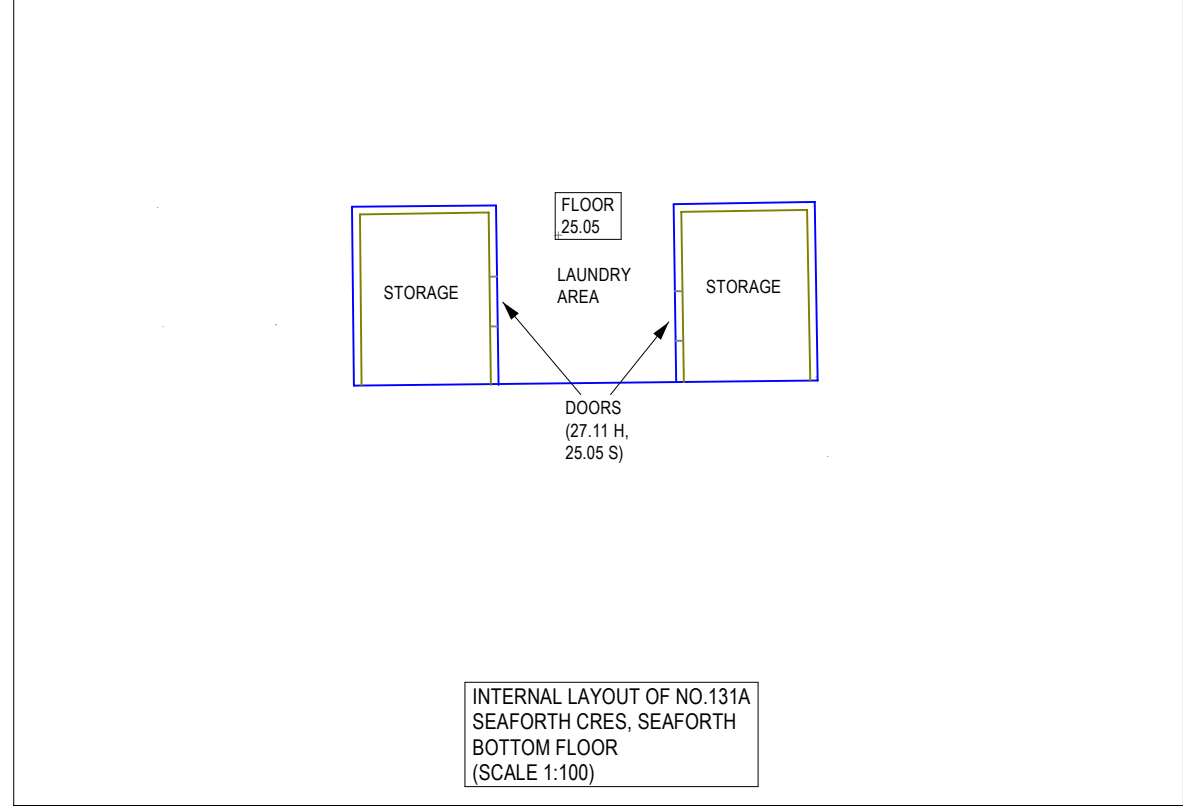 FLOOR
25.05
LAUNDRY
AREA
STORAGE
STORAGE
DOORS
(27.11 H,
25.05 S)
INTERNAL LAYOUT OF NO.131A
SEAFORTH CRES, SEAFORTH
BOTTOM FLOOR
(SCALE 1:100)